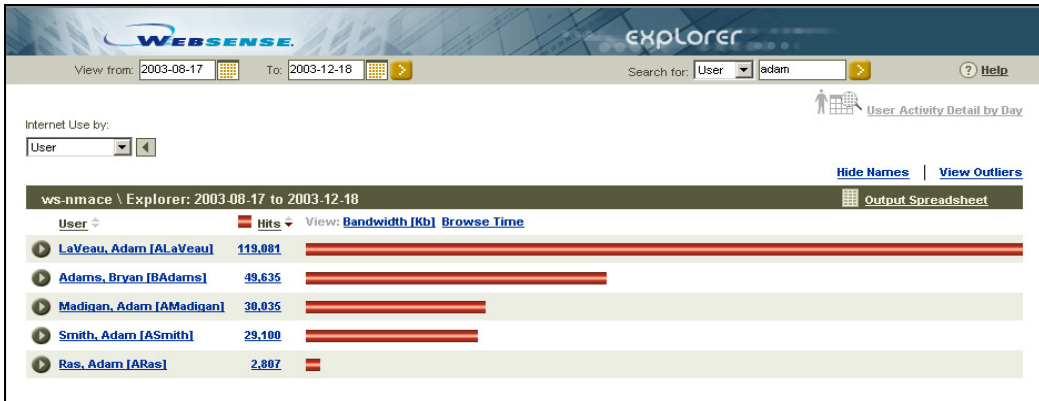 WEBSENSE. explorer
View from: 2003-08-17 To: 2003-12-18 Search for: User adam ? Help
User Activity Detail by Day
Internet Use by:
User
Hide Names | View Outliers
ws-nmace \ Explorer: 2003-08-17 to 2003-12-18 Output Spreadsheet
User Hits View: Bandwidth [Kb] Browse Time
LaVeau, Adam [ALaVeau] 119,081
Adams, Bryan [BAdams] 49,635
Madigan, Adam [AMadigan] 30,035
Smith, Adam [ASmith] 29,100
Ras, Adam [ARas] 2,807